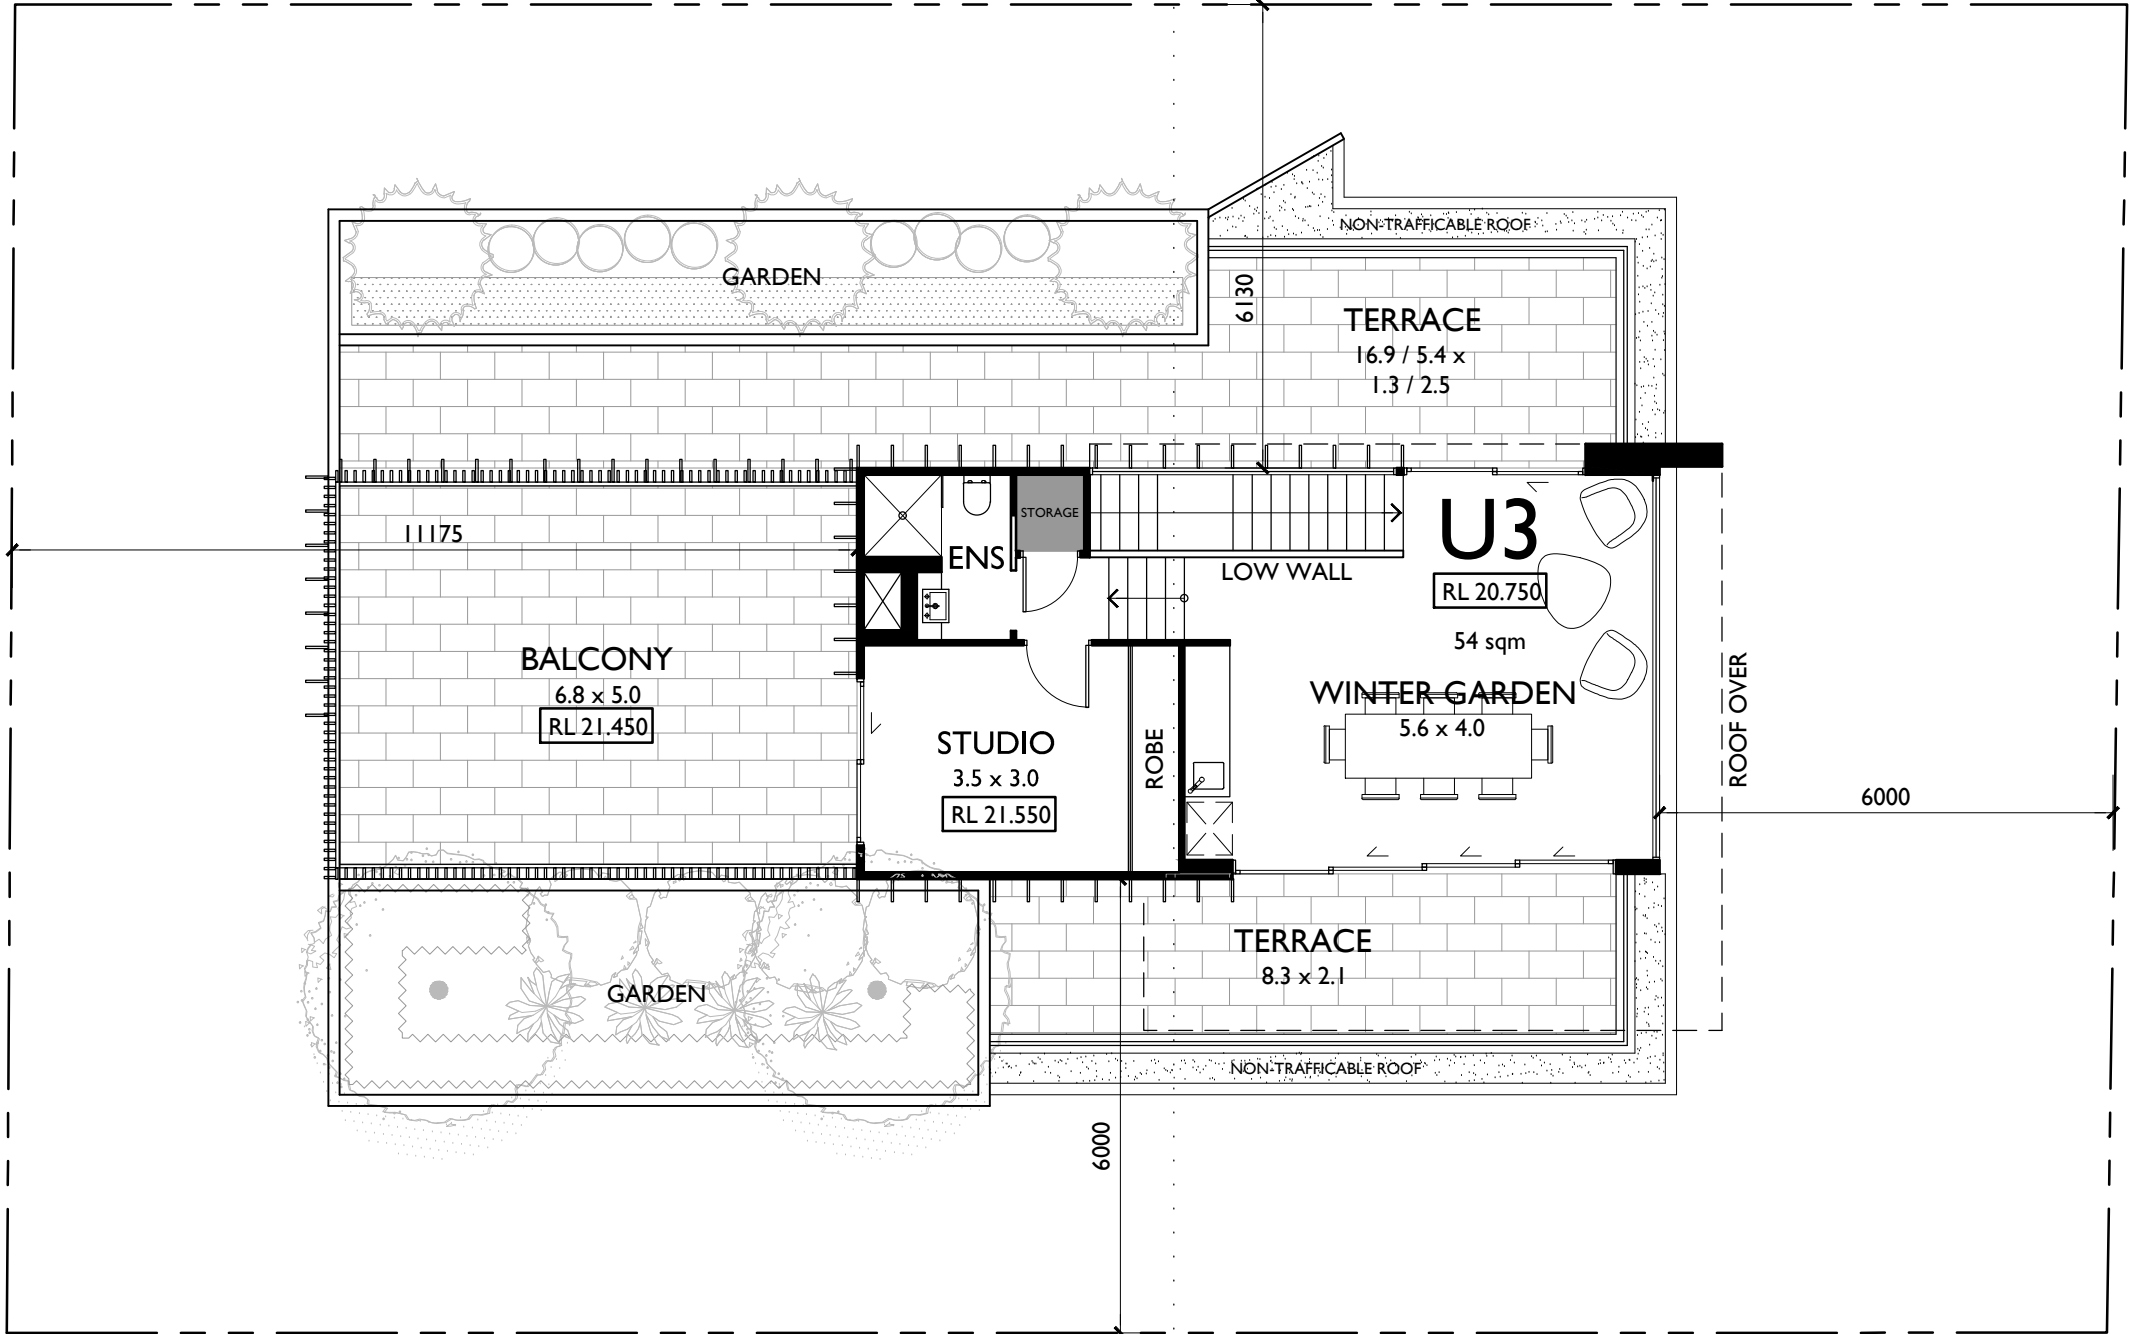 NON-TRAFFICABLE ROOF
GARDEN
6130
TERRACE
16.9 / 5.4 x
1.3 / 2.5
11175
STORAGE
ENS
U3
LOW WALL
RL 20.750
54 sqm
BALCONY
6.8 x 5.0
RL 21.450
WINTER GARDEN
5.6 x 4.0
STUDIO
3.5 x 3.0
RL 21.550
ROBE
ROOF OVER
6000
TERRACE
8.3 x 2.1
GARDEN
NON-TRAFFICABLE ROOF
6000